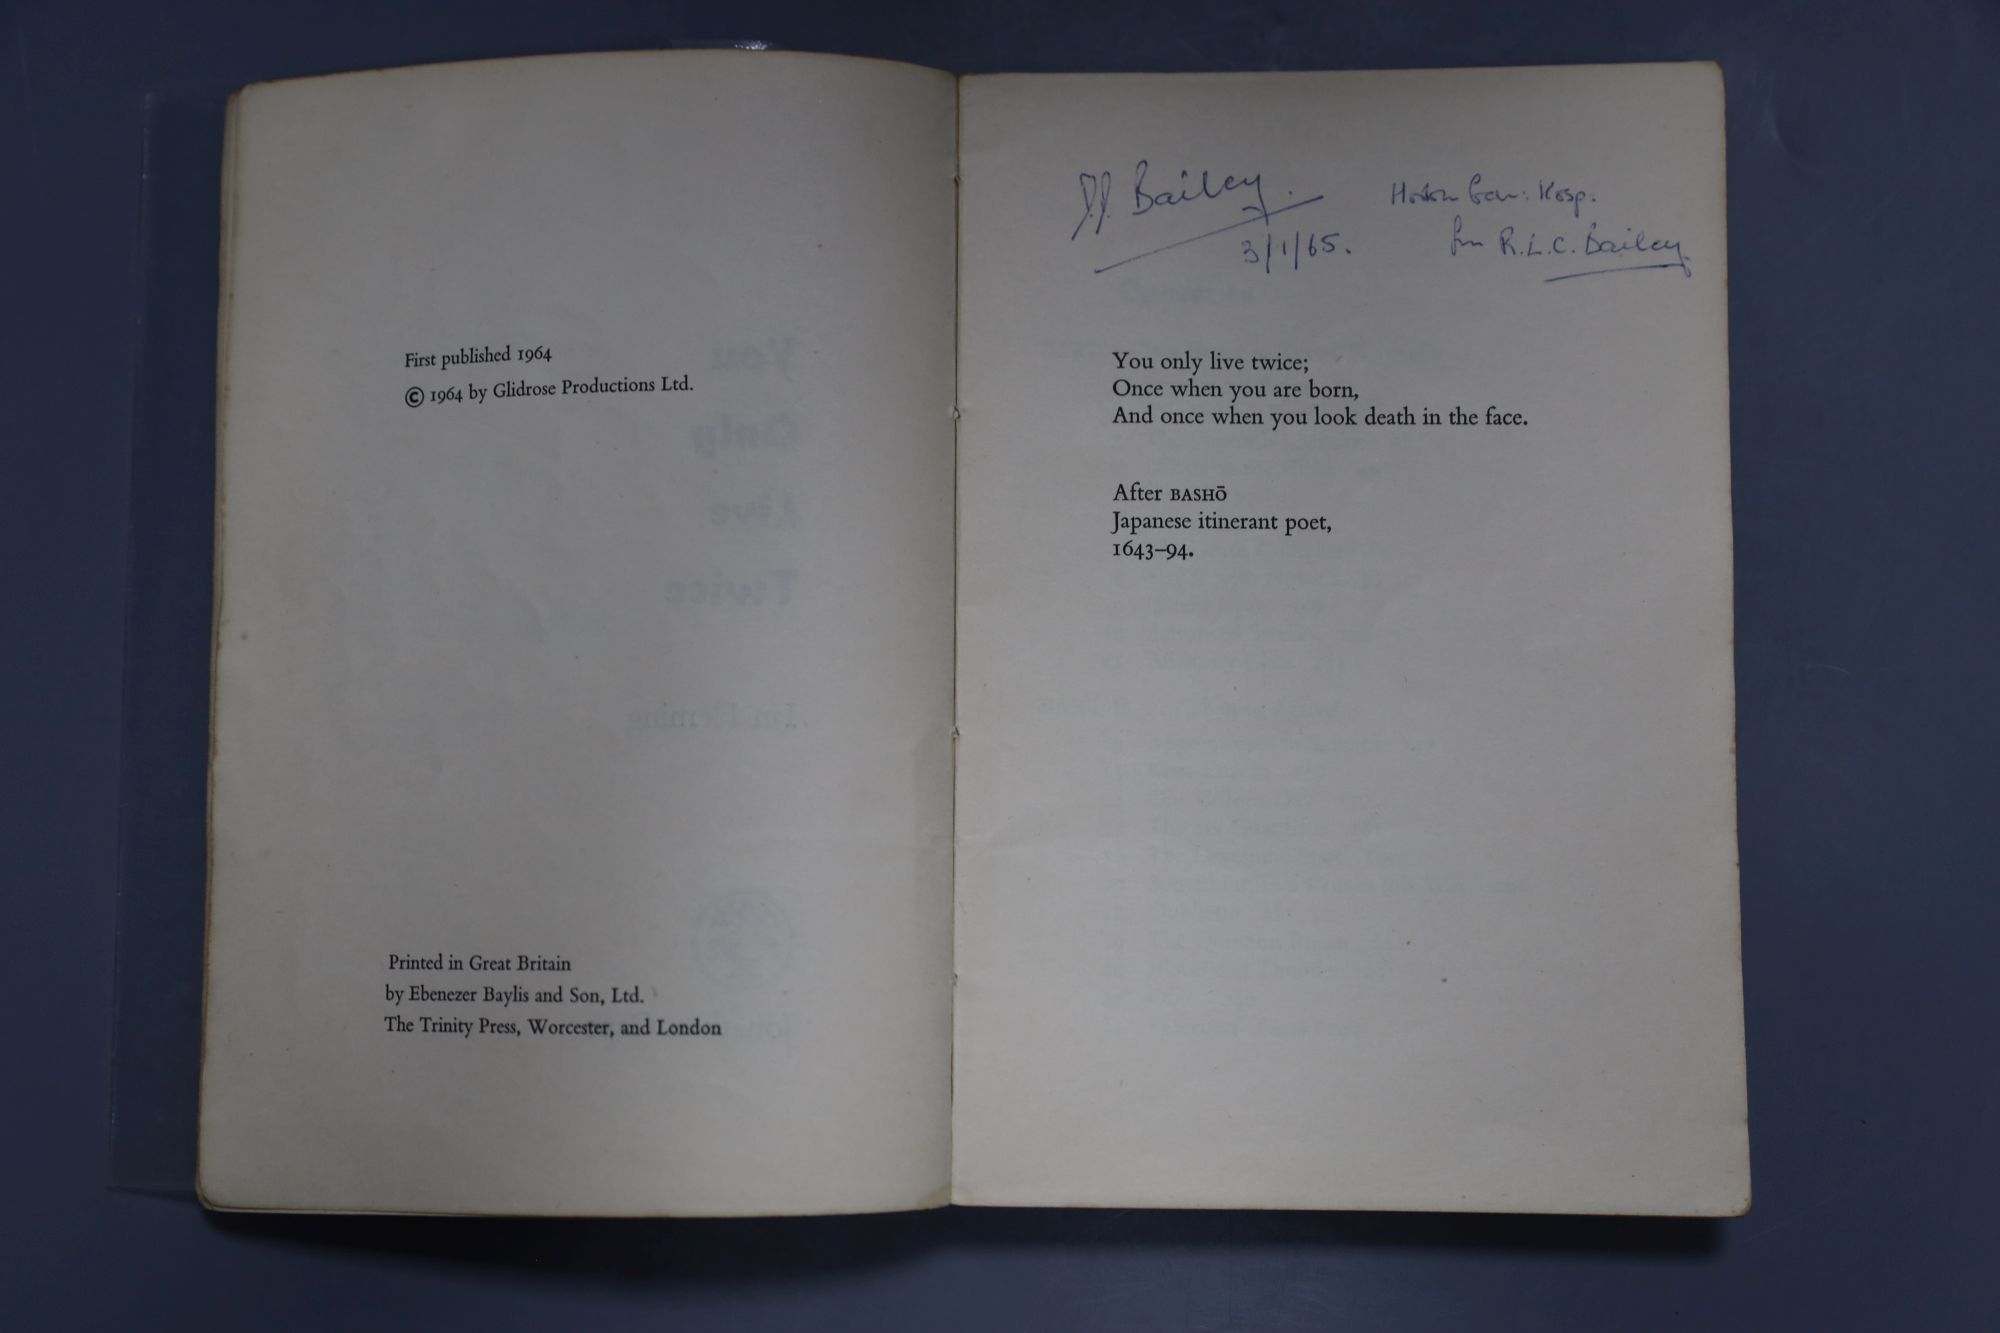 First published 1964
© 1964 by Glidrose Productions Ltd.
Printed in Great Britain
by Ebenezer Baylis and Son, Ltd.
The Trinity Press, Worcester, and London
Bailey.
3/1/65.
Hosp.
R.L.C. Bailey
You only live twice;
Once when you are born,
And once when you look death in the face.
After BASHŌ
Japanese itinerant poet,
1643–94.